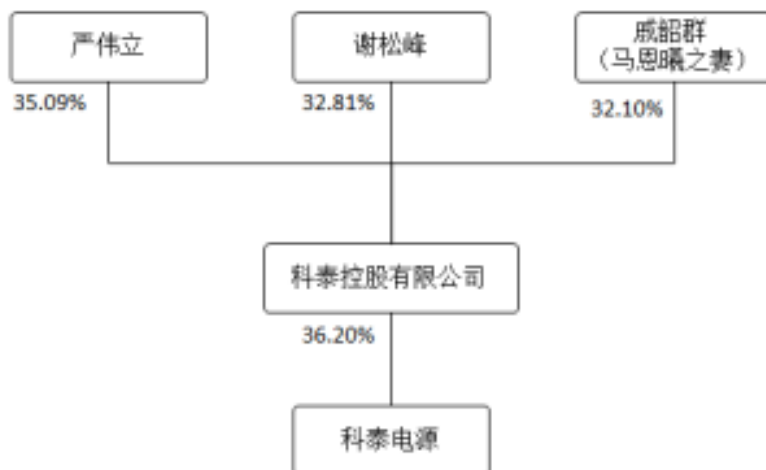 严伟立
谢松峰
戚韶群
（马恩曦之妻）
35.09%
32.81%
32.10%
科泰控股有限公司
36.20%
科泰电源